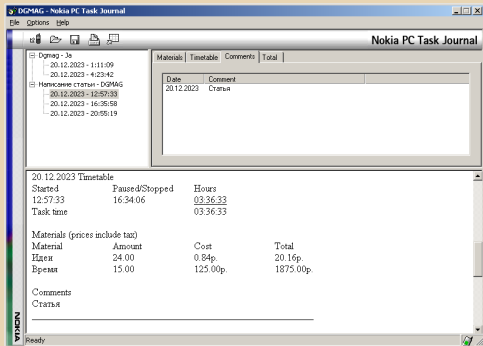 DGMAG - Nokia PC Task Journal
File Options Help
Nokia PC Task Journal
Dgmag - Ja
20.12.2023 - 1:11:09
20.12.2023 - 4:23:42
Написание статьи - DGMAG
20.12.2023 - 12:57:33
20.12.2023 - 16:35:58
20.12.2023 - 20:55:19
Materials Timetable Comments Total
Date Comment
20.12.2023 Статья
20.12.2023 Timetable
Started Paused/Stopped Hours
12:57:33 16:34:06 03:36:33
Task time 03:36:33
Materials (prices include tax)
Material Amount Cost Total
Идеи 24.00 0.84р. 20.16р.
Время 15.00 125.00р. 1875.00р.
Comments
Статья
NOKIA
Ready